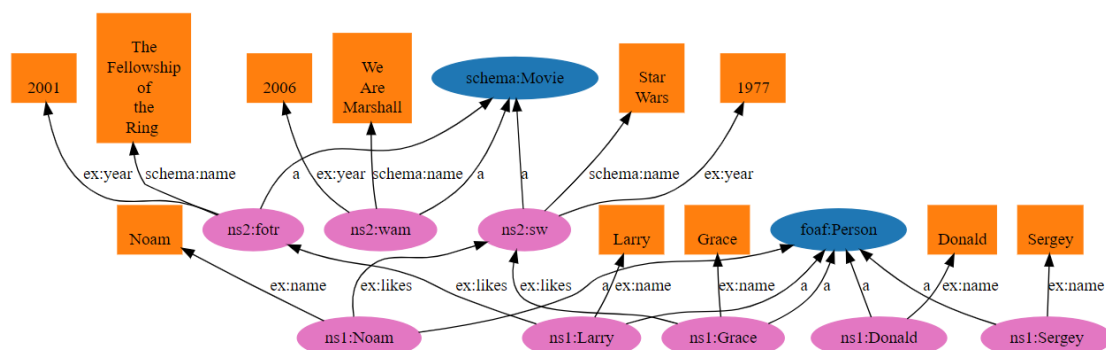 The
Fellowship
of
the
Ring
We
Are
Marshall
Star
Wars
2001
2006
schema:Movie
1977
ex:year
schema:name
a
ex:year
schema:name
a
a
schema:name
ex:year
Noam
ns2:fotr
ns2:wam
ns2:sw
Larry
Grace
foaf:Person
Donald
Sergey
ex:name
ex:likes
ex:likes
ex:likes
a
ex:name
ex:name
a
a
a
ex:name
a
ex:name
ns1:Noam
ns1:Larry
ns1:Grace
ns1:Donald
ns1:Sergey